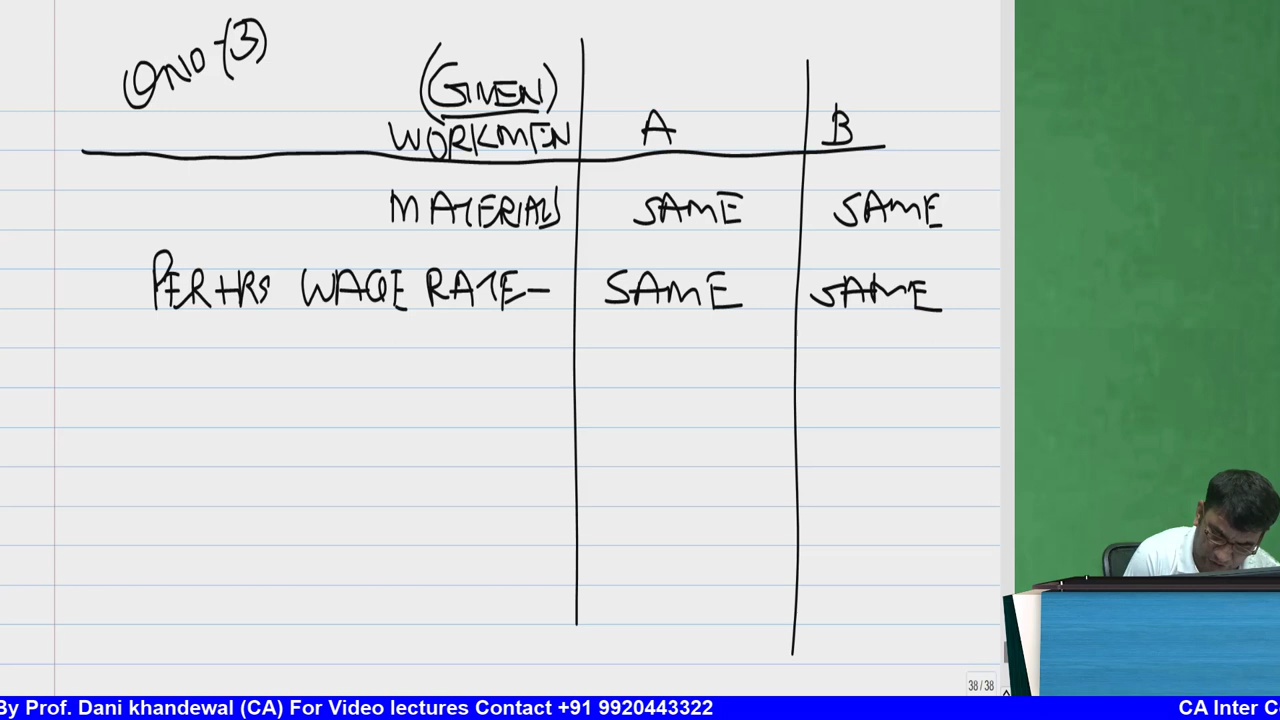 QNO-(3)
(GIVEN)
WORKMEN A B
MATERIALS SAME SAME
PER HRS WAGE RATE- SAME SAME
38/38
By Prof. Dani khandewal (CA) For Video lectures Contact +91 9920443322 CA Inter C